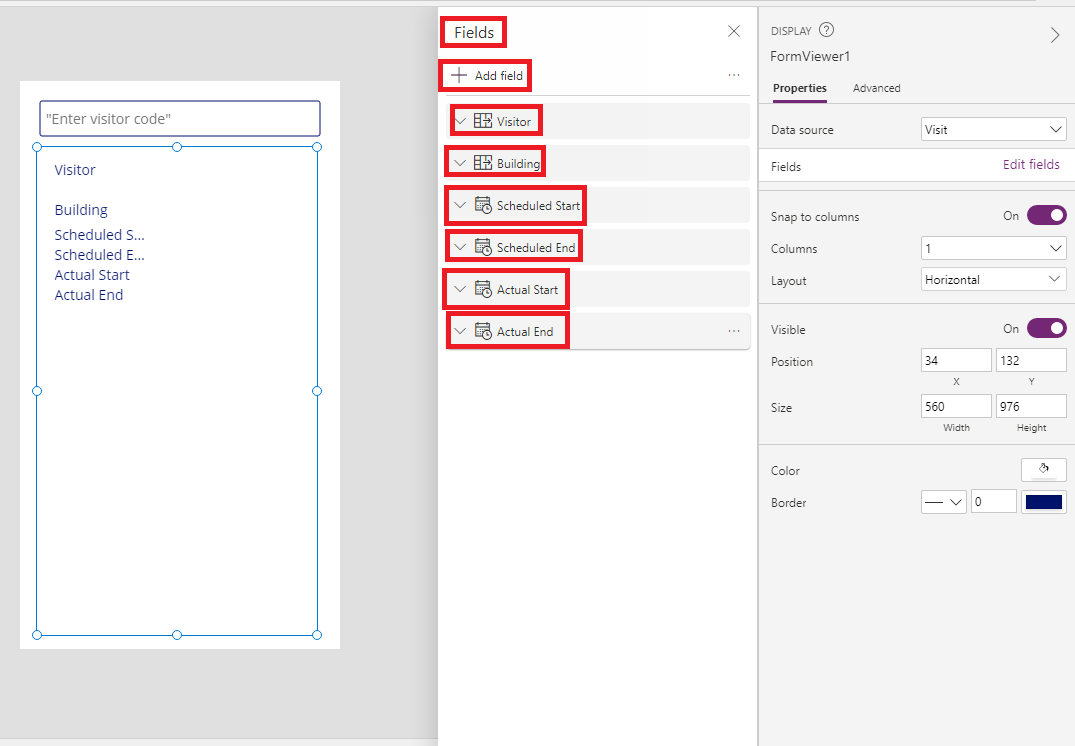 "Enter visitor code"
Visitor
Building
Scheduled S...
Scheduled E...
Actual Start
Actual End
Fields
Add field
...
Visitor
Building
Scheduled Start
Scheduled End
Actual Start
Actual End
...
DISPLAY ?
FormViewer1
Properties Advanced
Data source Visit
Fields Edit fields
Snap to columns On
Columns 1
Layout Horizontal
Visible On
Position 34 132
X Y
Size 560 976
Width Height
Color
Border 0